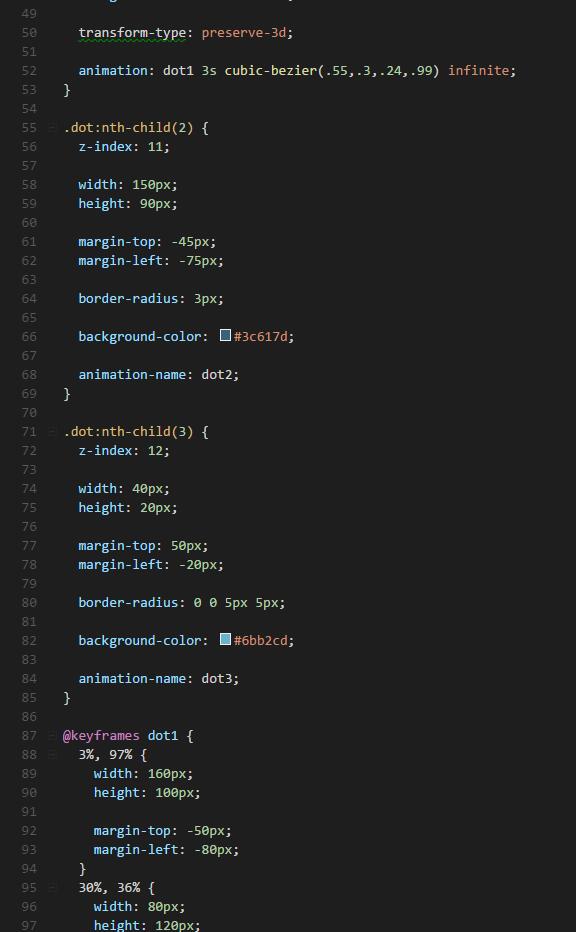 49
50 transform-type: preserve-3d;
51
52 animation: dot1 3s cubic-bezier(.55,.3,.24,.99) infinite;
53 }
54
55 .dot:nth-child(2) {
56 z-index: 11;
57
58 width: 150px;
59 height: 90px;
60
61 margin-top: -45px;
62 margin-left: -75px;
63
64 border-radius: 3px;
65
66 background-color: #3c617d;
67
68 animation-name: dot2;
69 }
70
71 .dot:nth-child(3) {
72 z-index: 12;
73
74 width: 40px;
75 height: 20px;
76
77 margin-top: 50px;
78 margin-left: -20px;
79
80 border-radius: 0 0 5px 5px;
81
82 background-color: #6bb2cd;
83
84 animation-name: dot3;
85 }
86
87 @keyframes dot1 {
88 3%, 97% {
89 width: 160px;
90 height: 100px;
91
92 margin-top: -50px;
93 margin-left: -80px;
94 }
95 30%, 36% {
96 width: 80px;
97 height: 120px;